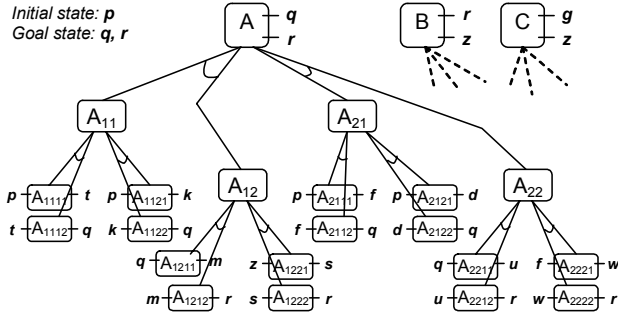 Initial state: p
Goal state: q, r
A q r
B r z
C g z
A11
A21
A12
A22
p A1111 t
p A1121 k
t A1112 q
k A1122 q
p A2111 f
p A2121 d
f A2112 q
d A2122 q
q A1211 m
z A1221 s
m A1212 r
s A1222 r
q A2211 u
f A2221 w
u A2212 r
w A2222 r